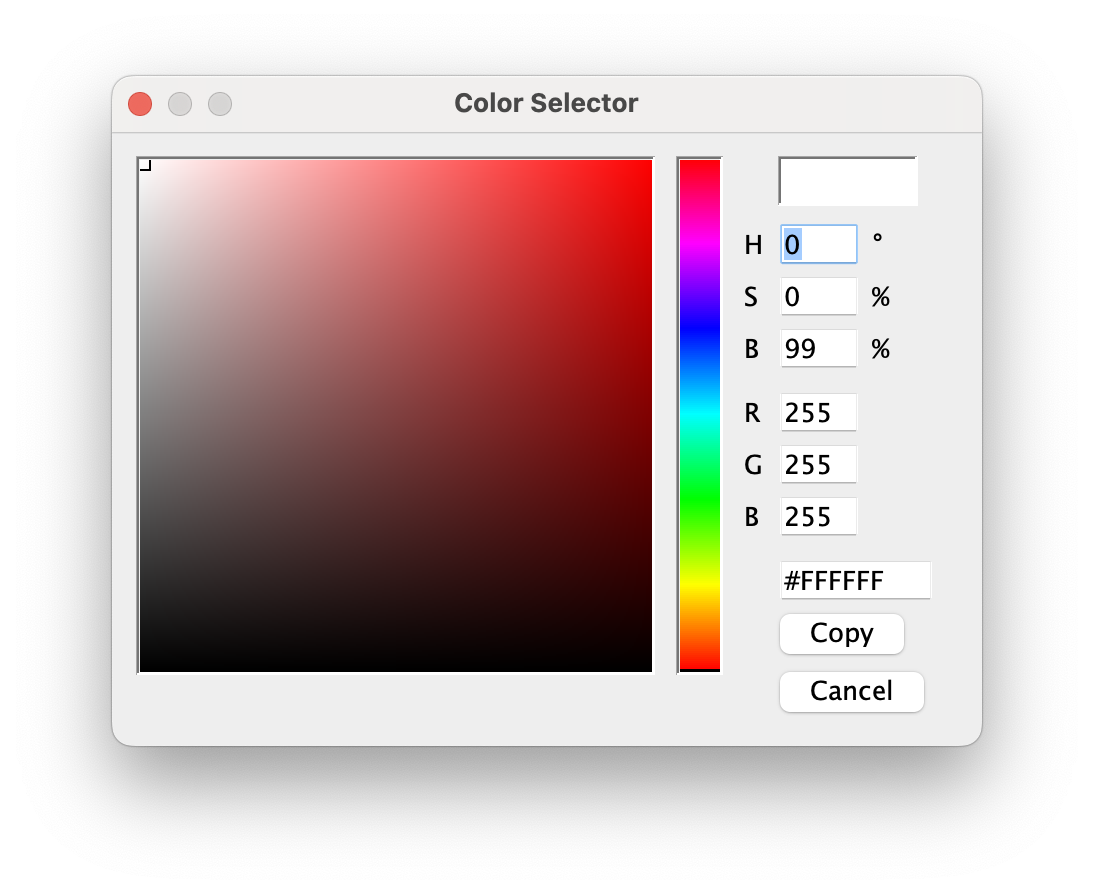 Color Selector
H 0 °
S 0 %
B 99 %
R 255
G 255
B 255
#FFFFFF
Copy
Cancel